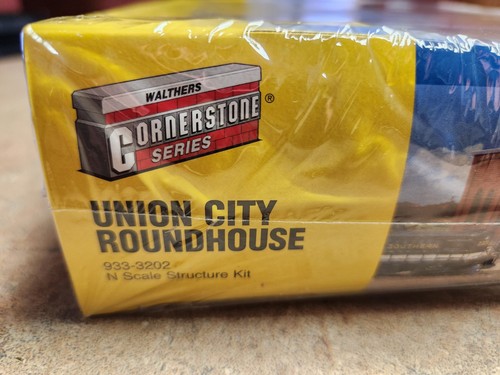 WALTHERS
CORNERSTONE®
SERIES
UNION CITY
ROUNDHOUSE
933-3202
N Scale Structure Kit